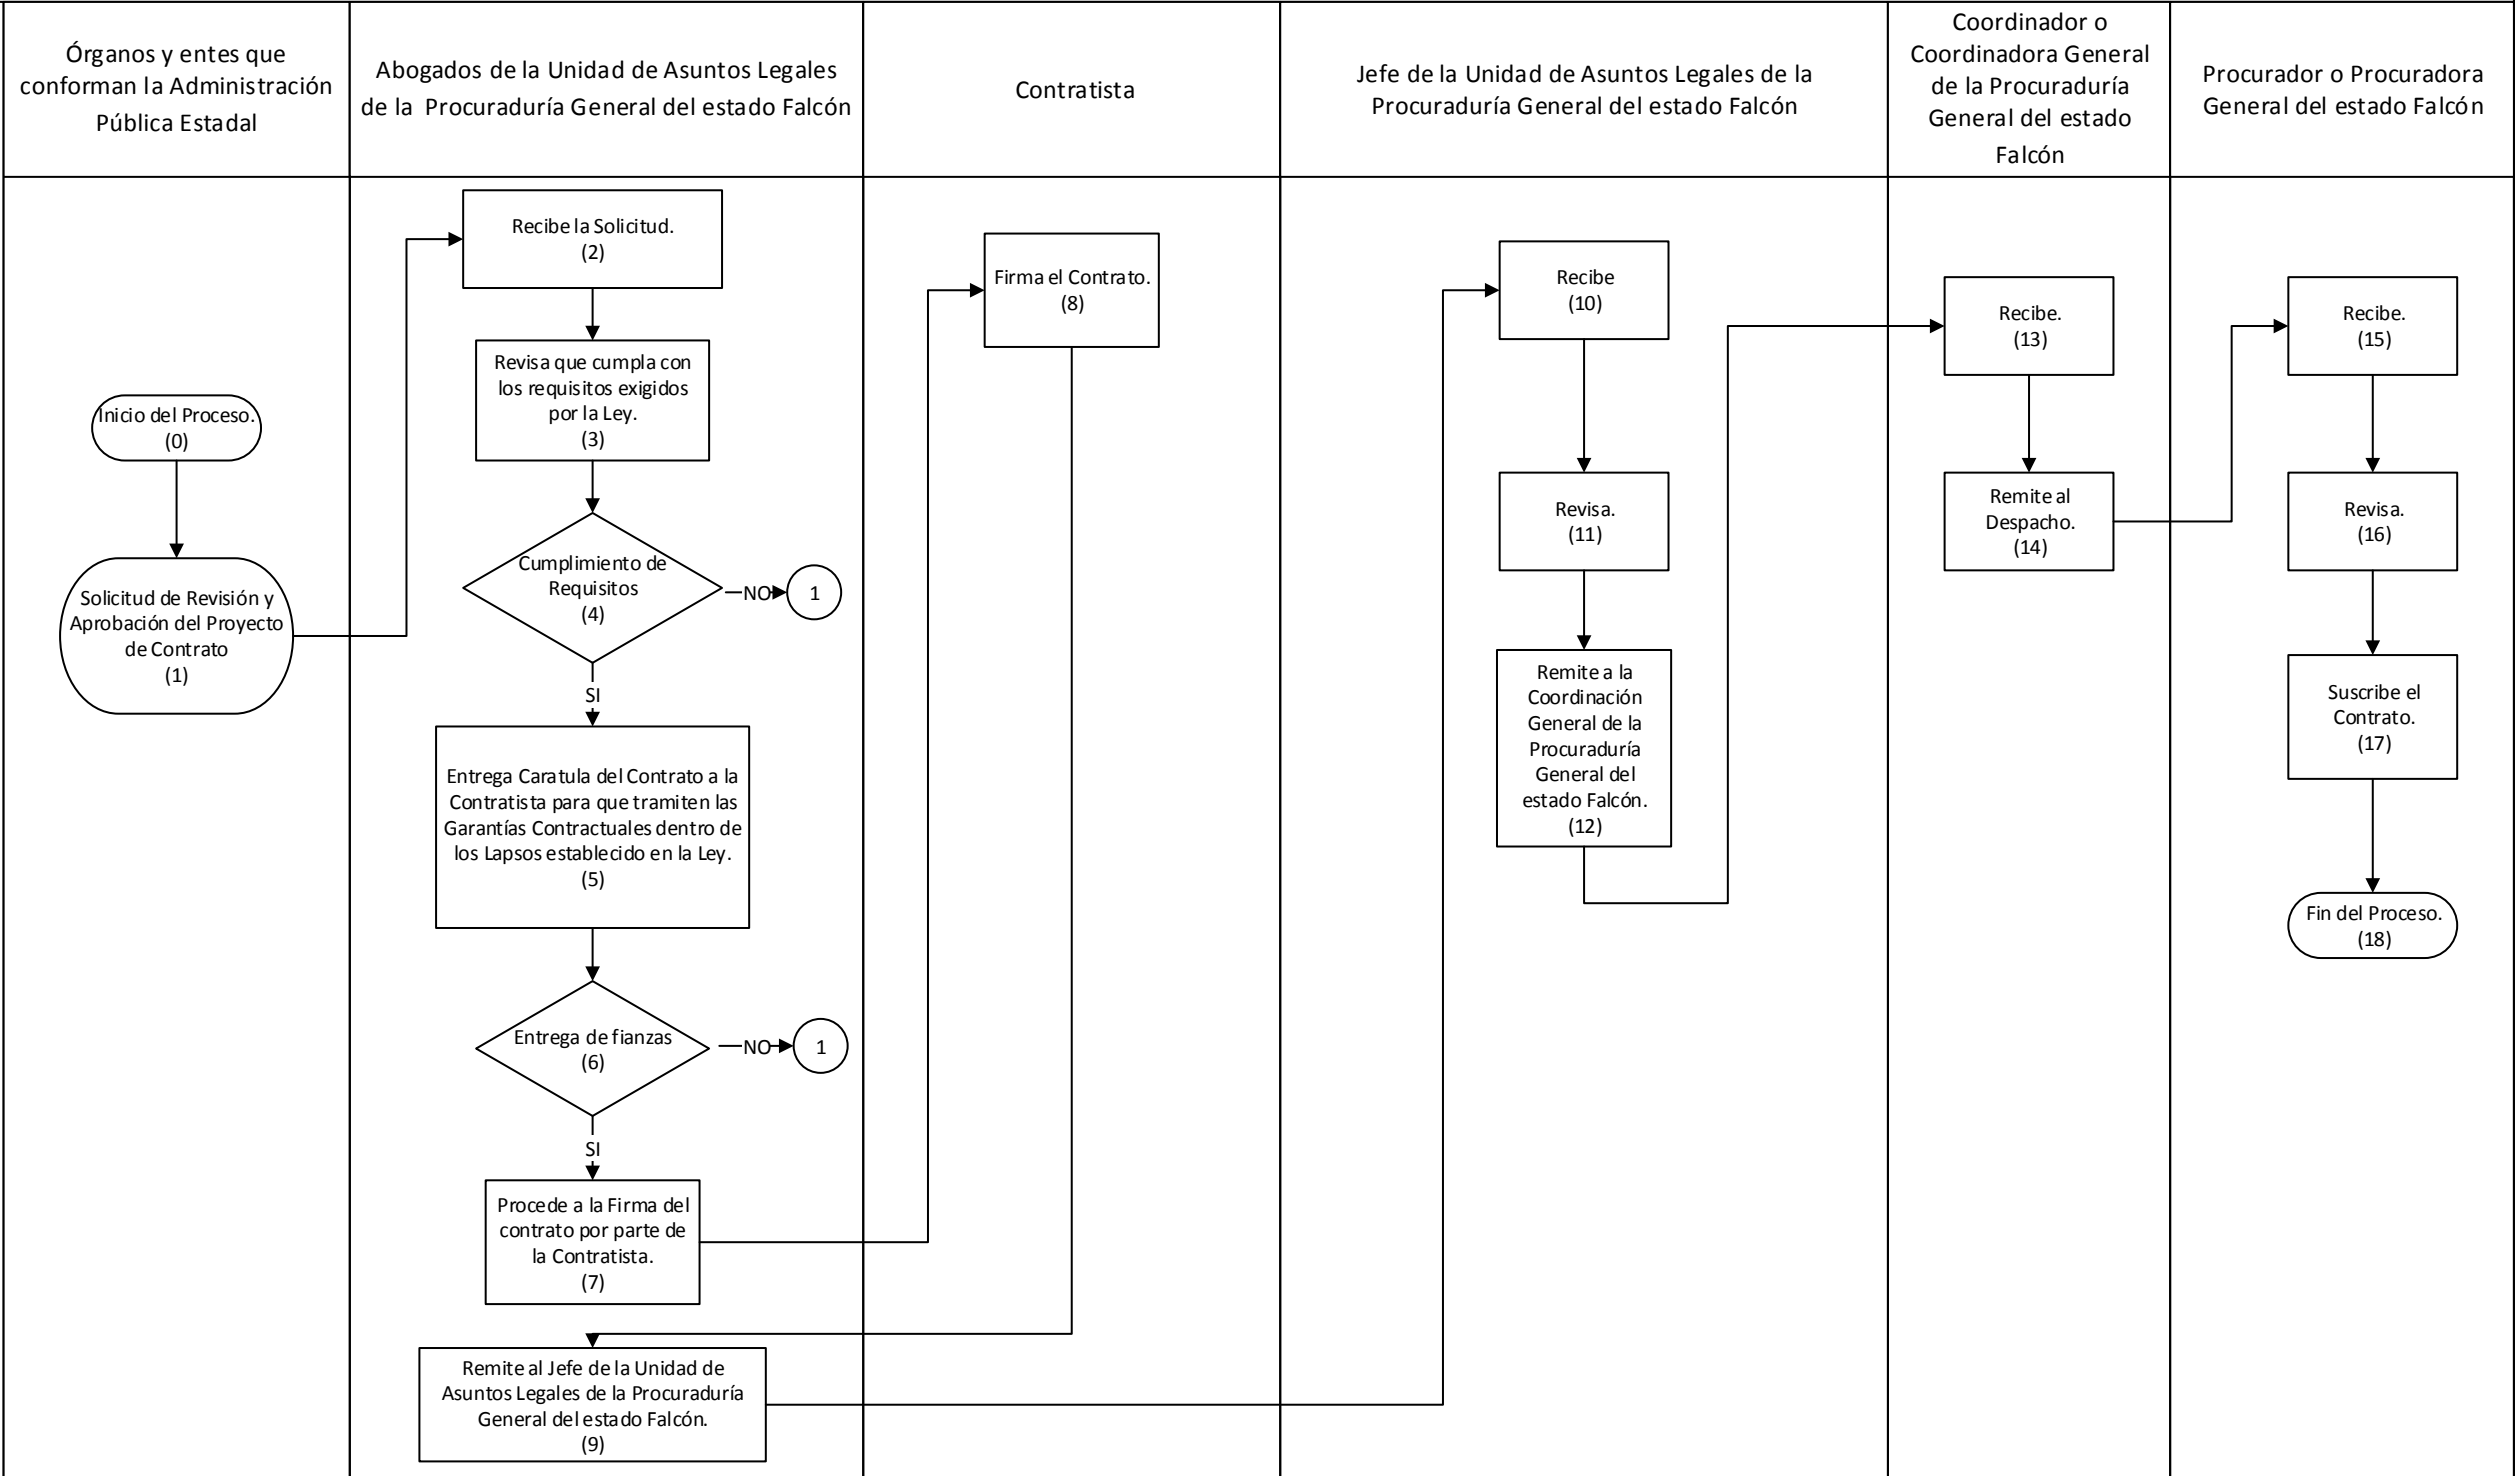 Órganos y entes que
conforman la Administración
Pública Estadal
Abogados de la Unidad de Asuntos Legales
de la Procuraduría General del estado Falcón
Contratista
Jefe de la Unidad de Asuntos Legales de la
Procuraduría General del estado Falcón
Coordinador o
Coordinadora General
de la Procuraduría
General del estado
Falcón
Procurador o Procuradora
General del estado Falcón
Inicio del Proceso.
(0)
Solicitud de Revisión y
Aprobación del Proyecto
de Contrato
(1)
Recibe la Solicitud.
(2)
Revisa que cumpla con
los requisitos exigidos
por la Ley.
(3)
Cumplimiento de
Requisitos
(4)
NO
1
SI
Entrega Caratula del Contrato a la
Contratista para que tramiten las
Garantías Contractuales dentro de
los Lapsos establecido en la Ley.
(5)
Entrega de fianzas
(6)
NO
1
SI
Procede a la Firma del
contrato por parte de
la Contratista.
(7)
Remite al Jefe de la Unidad de
Asuntos Legales de la Procuraduría
General del estado Falcón.
(9)
Firma el Contrato.
(8)
Recibe
(10)
Revisa.
(11)
Remite a la
Coordinación
General de la
Procuraduría
General del
estado Falcón.
(12)
Recibe.
(13)
Remite al
Despacho.
(14)
Recibe.
(15)
Revisa.
(16)
Suscribe el
Contrato.
(17)
Fin del Proceso.
(18)